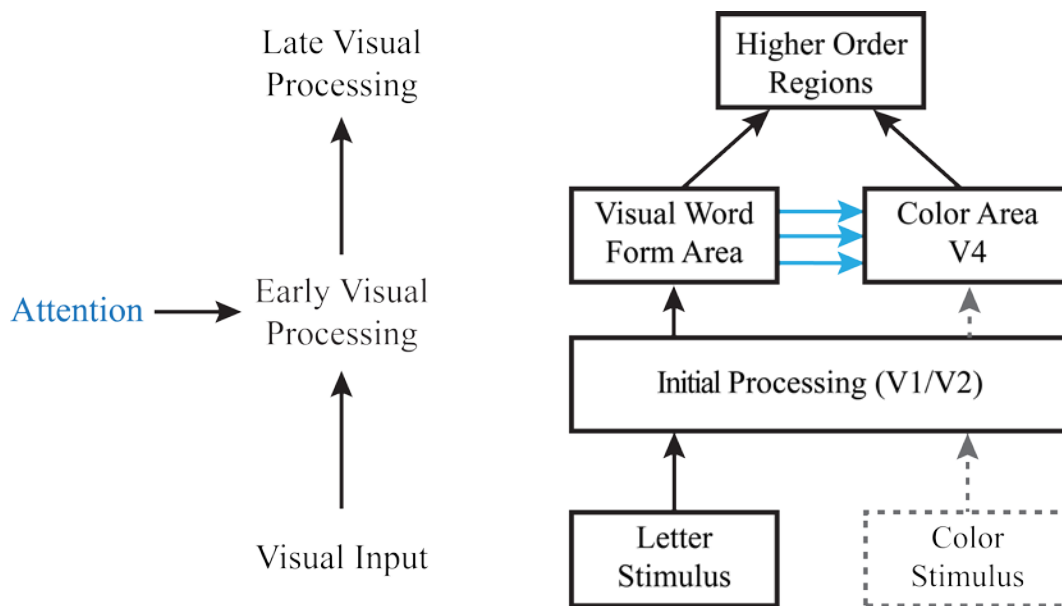 Late Visual
Processing
Attention
Early Visual
Processing
Visual Input
Higher Order
Regions
Visual Word
Form Area
Color Area
V4
Initial Processing (V1/V2)
Letter
Stimulus
Color
Stimulus